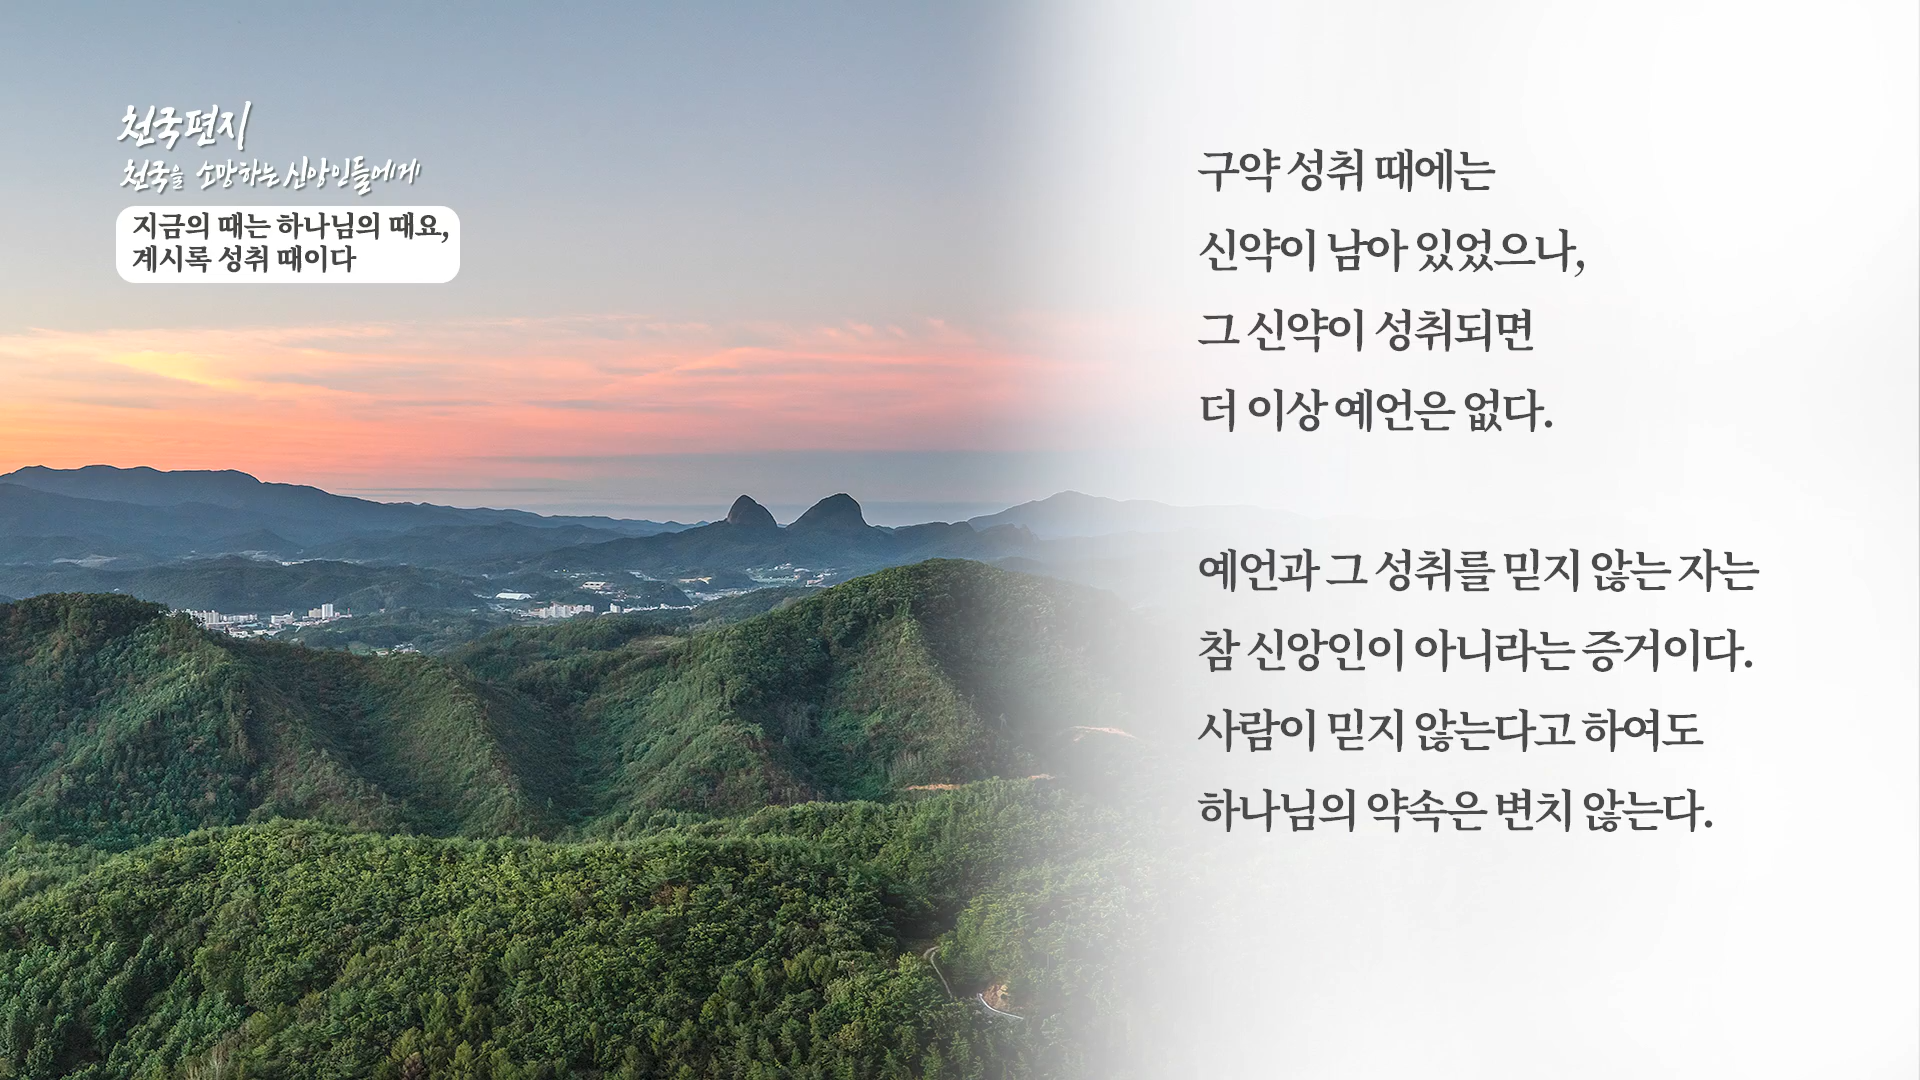 천국편지
천국을 소망하는 신앙인들에게
지금의 때는 하나님의 때요,
계시록 성취 때이다
구약 성취 때에는
신약이 남아 있었으나,
그 신약이 성취되면
더 이상 예언은 없다.
예언과 그 성취를 믿지 않는 자는
참 신앙인이 아니라는 증거이다.
사람이 믿지 않는다고 하여도
하나님의 약속은 변치 않는다.